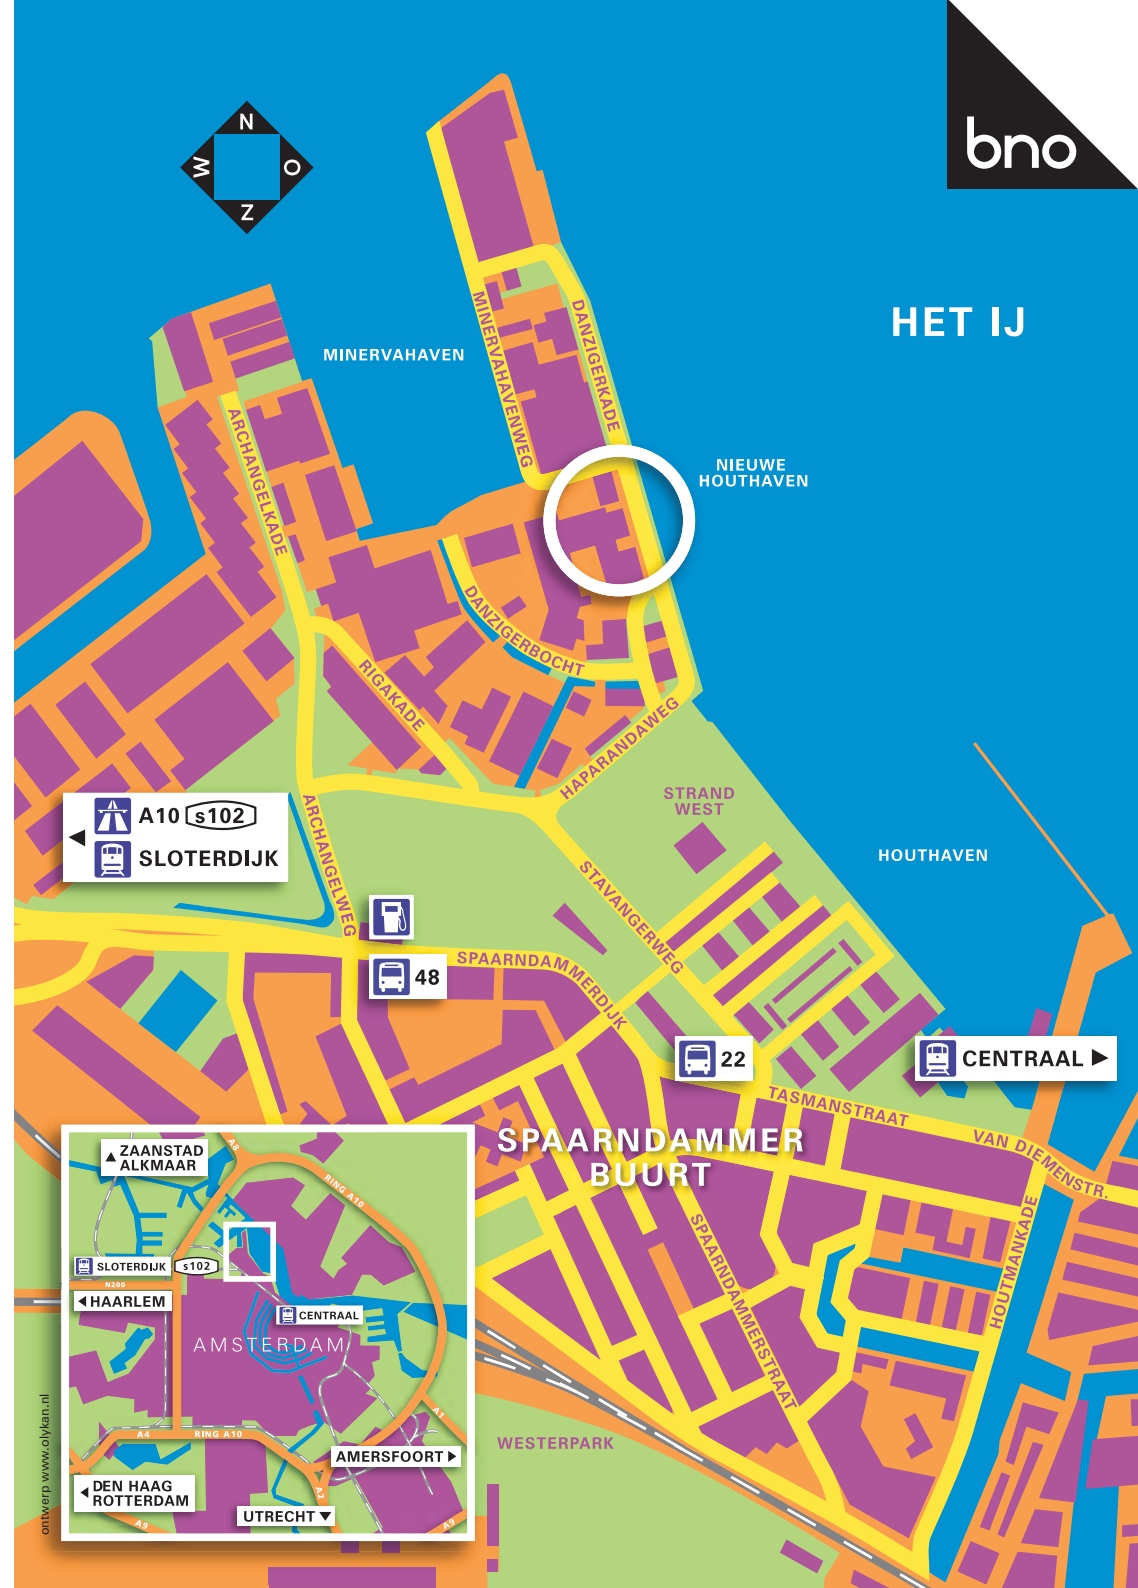 bno
N
W
O
Z
HET IJ
MINERVAHAVEN
MINERVAHAVENWEG
DANZIGERKADE
ARCHANGELKADE
NIEUWE
HOUTHAVEN
DANZIGERBOCHT
RIGAKADE
HAPARANDAWEG
STRAND
WEST
A10 s102
SLOTERDIJK
ARCHANGELWEG
STAVANGERWEG
HOUTHAVEN
48
SPAARNDAMMERDIJK
22
CENTRAAL
TASMANSTRAAT
VAN DIEMENSTR.
SPAARNDAMMER
BUURT
HOUTMANKADE
SPAARNDAMMERSTRAAT
WESTERPARK
ZAANSTAD
ALKMAAR
A8
RING A10
SLOTERDIJK
s102
N200
HAARLEM
CENTRAAL
AMSTERDAM
A4
RING A10
A1
AMERSFOORT
DEN HAAG
ROTTERDAM
A2
UTRECHT
A9
A9
ontwerp www.olykan.nl